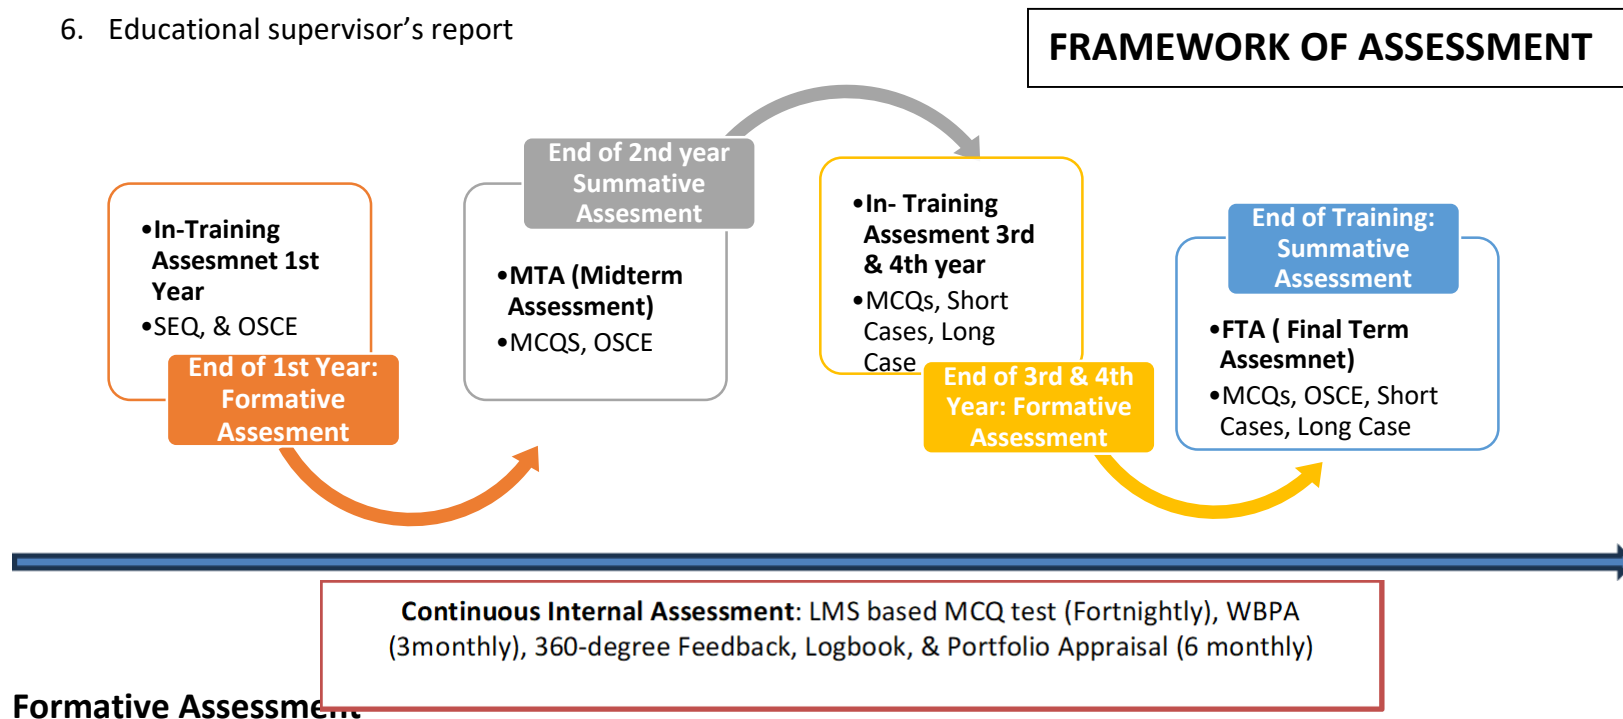 6. Educational supervisor’s report
FRAMEWORK OF ASSESSMENT
•In-Training
Assesmnet 1st
Year
•SEQ, & OSCE
End of 1st Year:
Formative
Assesment
End of 2nd year
Summative
Assesment
•MTA (Midterm
Assessment)
•MCQS, OSCE
•In- Training
Assesment 3rd
& 4th year
•MCQs, Short
Cases, Long
Case
End of 3rd & 4th
Year: Formative
Assessment
End of Training:
Summative
Assessment
•FTA ( Final Term
Assesmnet)
•MCQs, OSCE, Short
Cases, Long Case
Continuous Internal Assessment: LMS based MCQ test (Fortnightly), WBPA
(3monthly), 360-degree Feedback, Logbook, & Portfolio Appraisal (6 monthly)
Formative Assessment